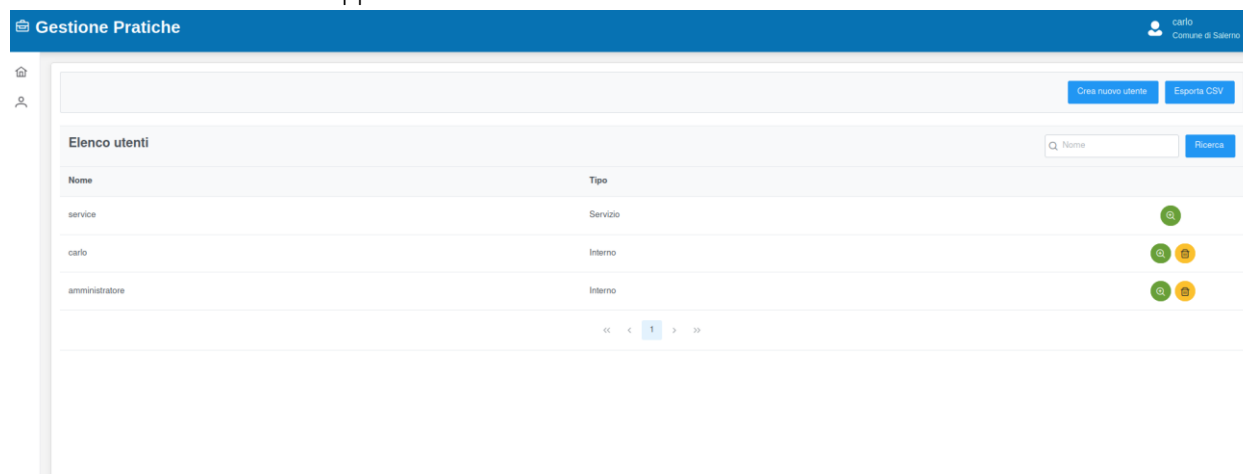 Gestione Pratiche
carlo
Comune di Salerno
Crea nuovo utente Esporta CSV
Elenco utenti
Nome Ricerca
Nome Tipo
service Servizio
carlo Interno
amministratore Interno
« < 1 > »